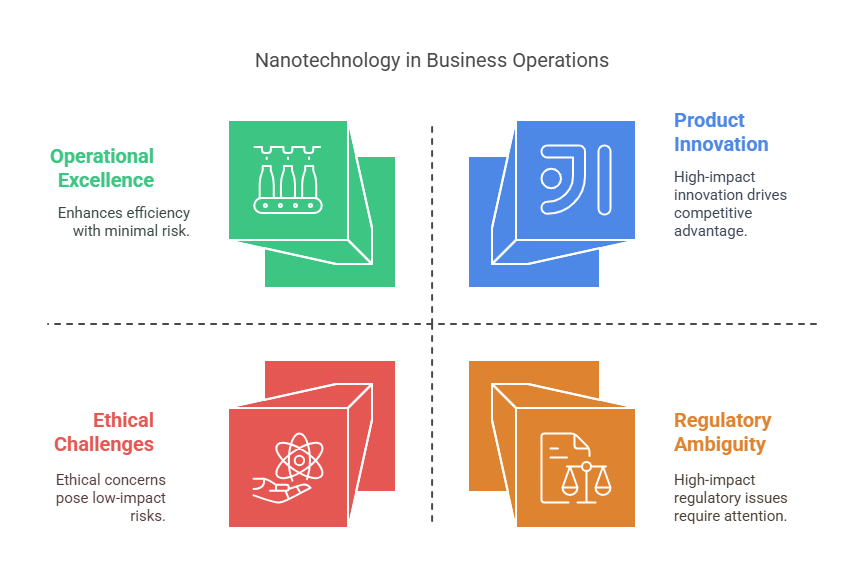 Nanotechnology in Business Operations
Operational
Excellence
Enhances efficiency
with minimal risk.
Product
Innovation
High-impact
innovation drives
competitive
advantage.
Ethical
Challenges
Ethical concerns
pose low-impact
risks.
Regulatory
Ambiguity
High-impact
regulatory issues
require attention.